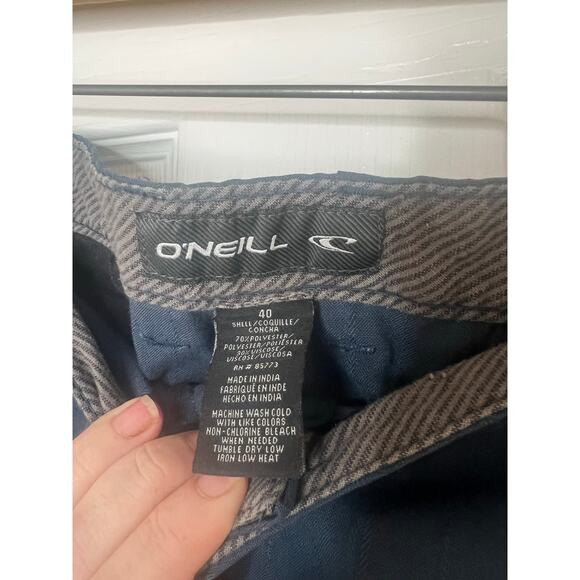 O'NEILL
40
SHELL/COQUILLE/
CONCHA
70%POLYESTER/
POLYESTER/POLIÉSTER
30%VISCOSE/
VISCOSE/VISCOSA
RN # 85773
MADE IN INDIA
FABRIQUÉ EN INDE
HECHO EN INDIA
MACHINE WASH COLD
WITH LIKE COLORS
NON-CHLORINE BLEACH
WHEN NEEDED
TUMBLE DRY LOW
IRON LOW HEAT